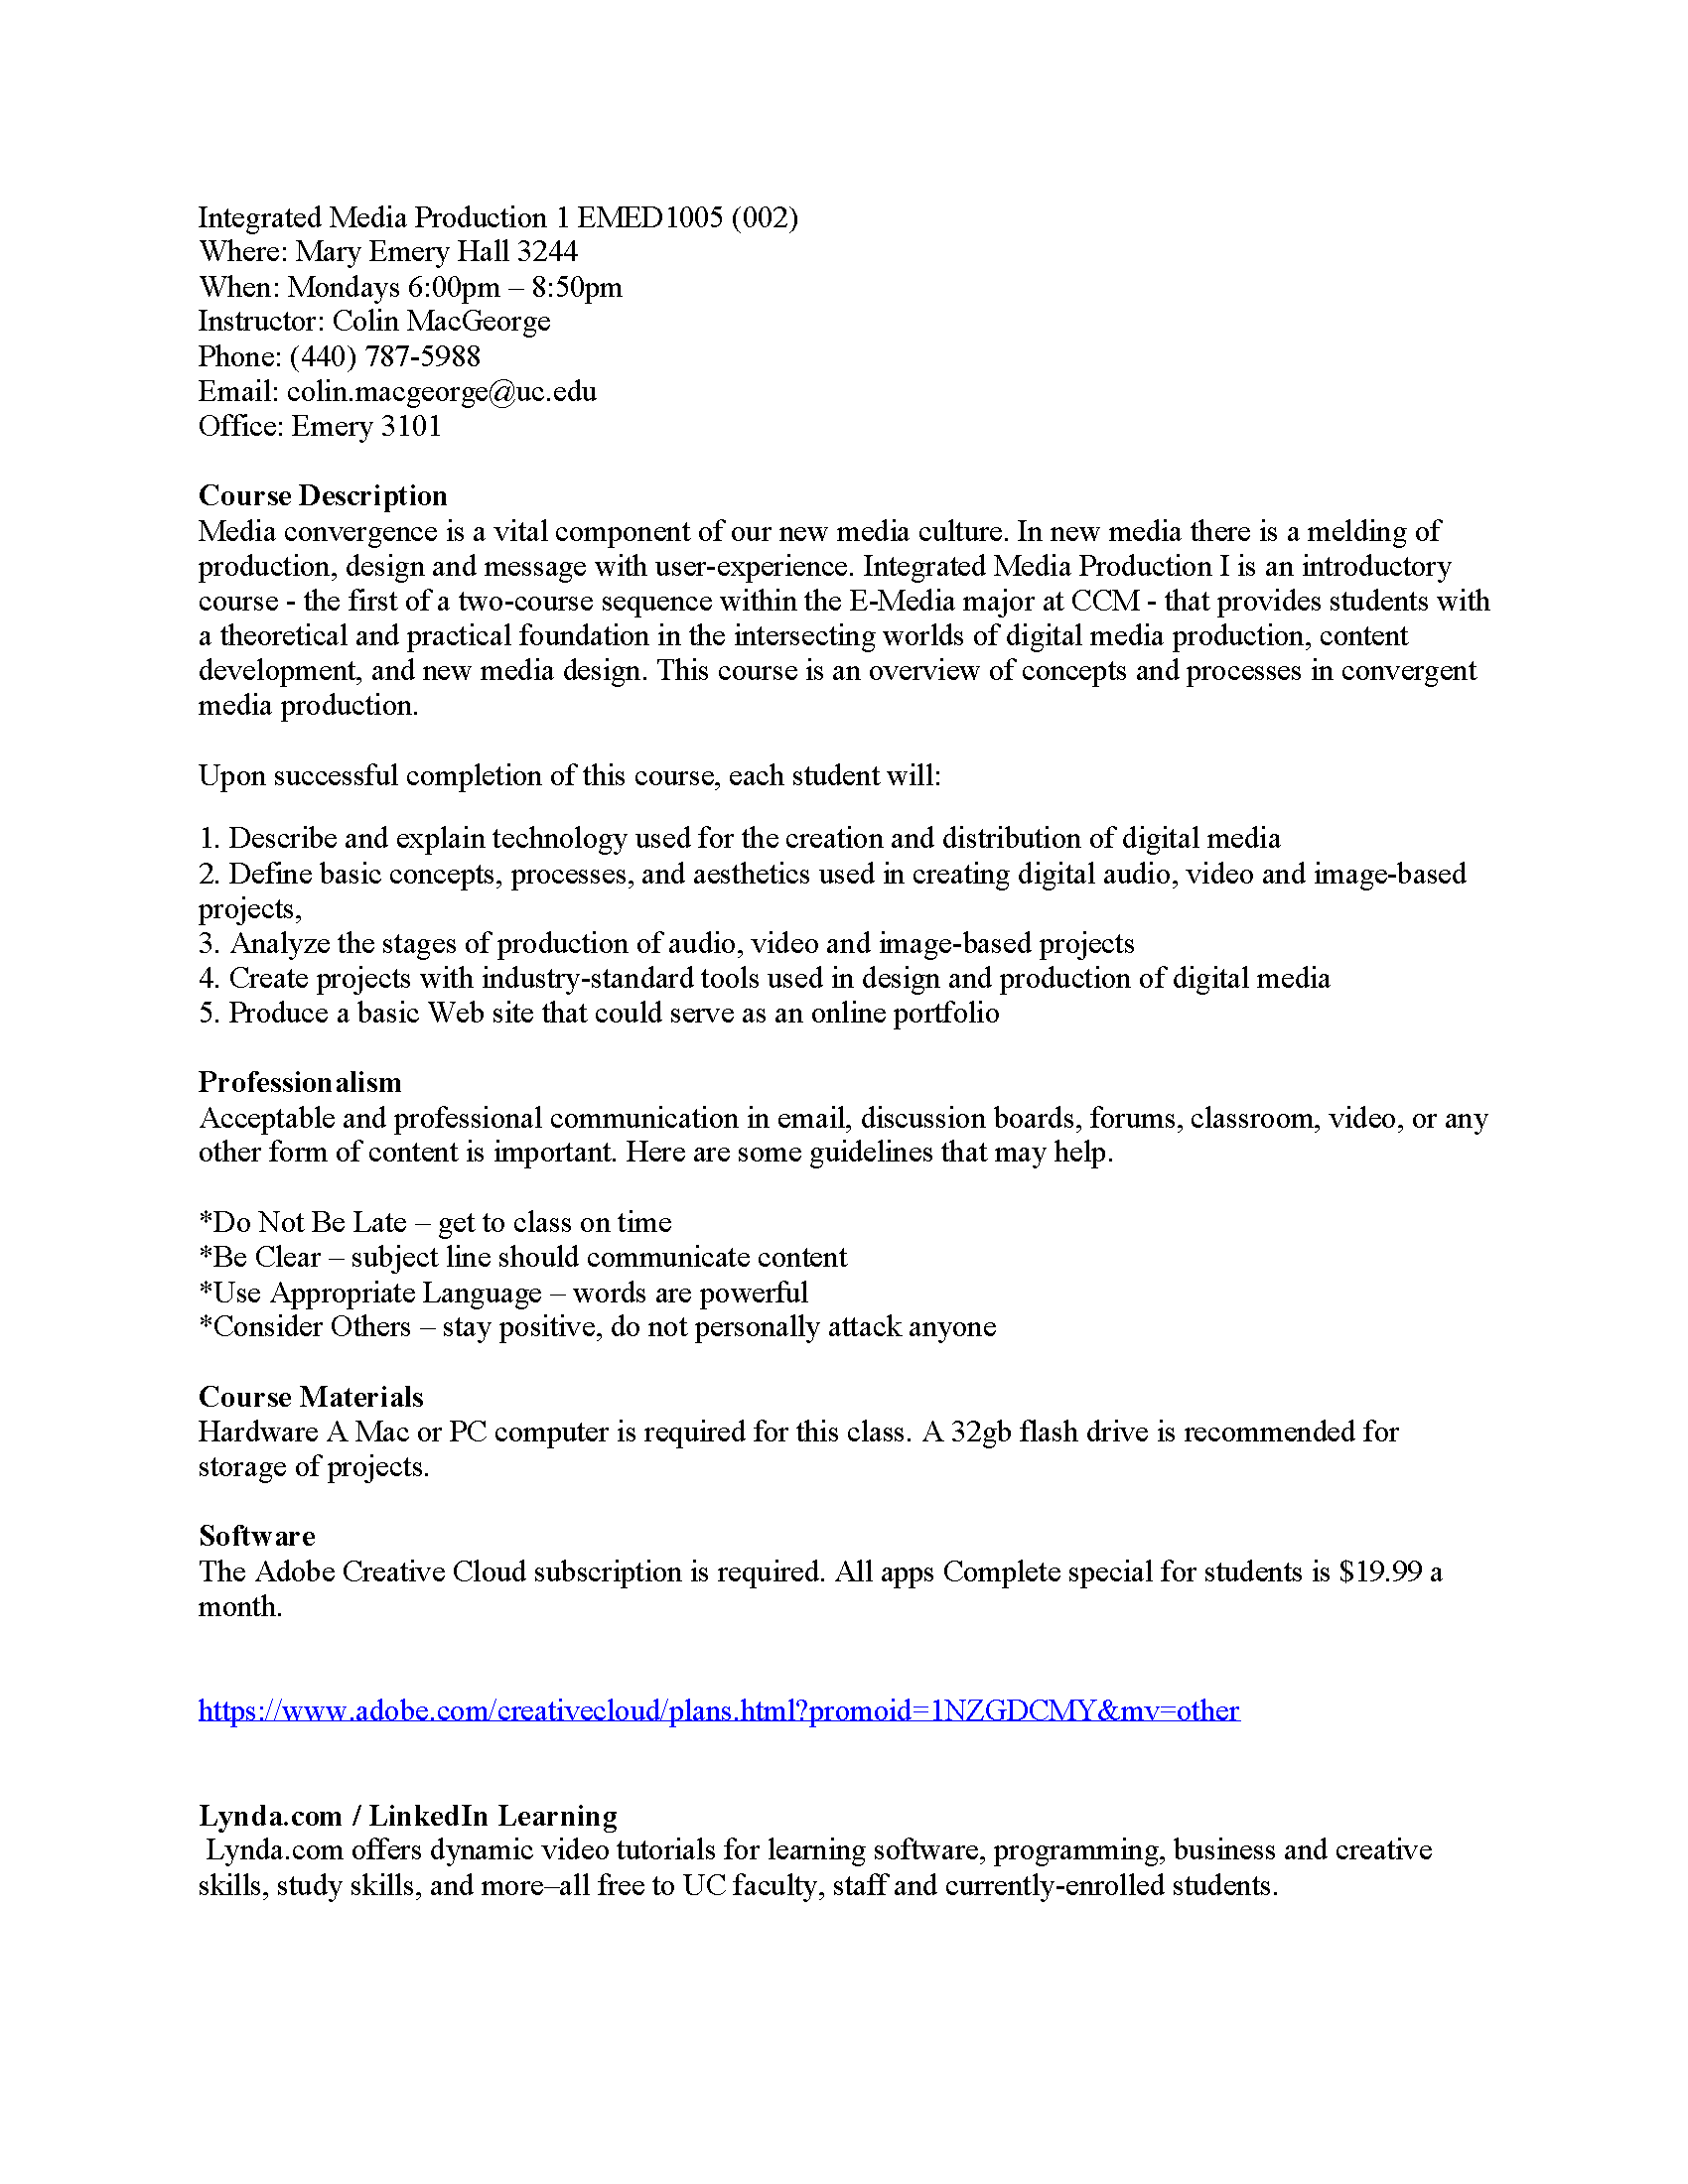 Integrated Media Production 1 EMED1005 (002)
Where: Mary Emery Hall 3244
When: Mondays 6:00pm – 8:50pm
Instructor: Colin MacGeorge
Phone: (440) 787-5988
Email: colin.macgeorge@uc.edu
Office: Emery 3101
Course Description
Media convergence is a vital component of our new media culture. In new media there is a melding of
production, design and message with user-experience. Integrated Media Production I is an introductory
course - the first of a two-course sequence within the E-Media major at CCM - that provides students with
a theoretical and practical foundation in the intersecting worlds of digital media production, content
development, and new media design. This course is an overview of concepts and processes in convergent
media production.
Upon successful completion of this course, each student will:
1. Describe and explain technology used for the creation and distribution of digital media
2. Define basic concepts, processes, and aesthetics used in creating digital audio, video and image-based
projects,
3. Analyze the stages of production of audio, video and image-based projects
4. Create projects with industry-standard tools used in design and production of digital media
5. Produce a basic Web site that could serve as an online portfolio
Professionalism
Acceptable and professional communication in email, discussion boards, forums, classroom, video, or any
other form of content is important. Here are some guidelines that may help.
*Do Not Be Late – get to class on time
*Be Clear – subject line should communicate content
*Use Appropriate Language – words are powerful
*Consider Others – stay positive, do not personally attack anyone
Course Materials
Hardware A Mac or PC computer is required for this class. A 32gb flash drive is recommended for
storage of projects.
Software
The Adobe Creative Cloud subscription is required. All apps Complete special for students is $19.99 a
month.
https://www.adobe.com/creativecloud/plans.html?promoid=1NZGDCMY&mv=other
Lynda.com / LinkedIn Learning
Lynda.com offers dynamic video tutorials for learning software, programming, business and creative
skills, study skills, and more–all free to UC faculty, staff and currently-enrolled students.